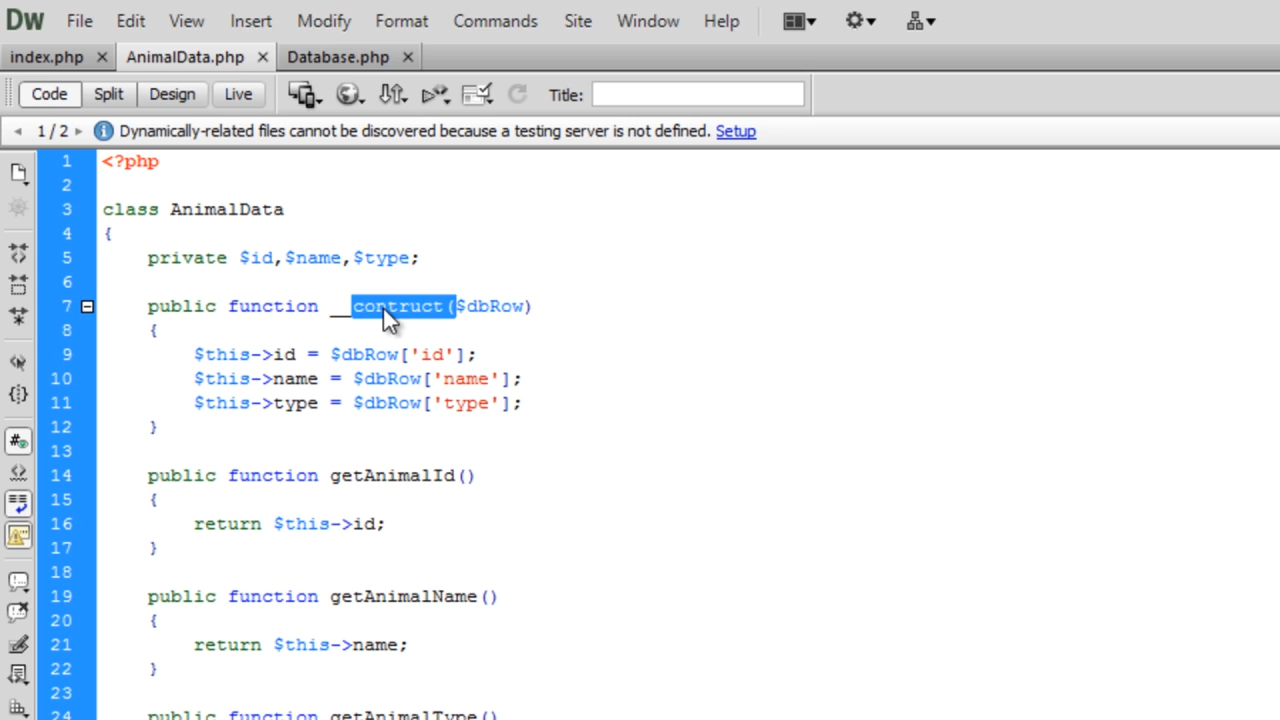 Dw File Edit View Insert Modify Format Commands Site Window Help
index.php AnimalData.php Database.php
Code Split Design Live Title:
1 / 2 Dynamically-related files cannot be discovered because a testing server is not defined. Setup
1 <?php
2
3 class AnimalData
4 {
5 private $id,$name,$type;
6
7 public function __contruct($dbRow)
8 {
9 $this->id = $dbRow['id'];
10 $this->name = $dbRow['name'];
11 $this->type = $dbRow['type'];
12 }
13
14 public function getAnimalId()
15 {
16 return $this->id;
17 }
18
19 public function getAnimalName()
20 {
21 return $this->name;
22 }
23
24 public function getAnimalType()